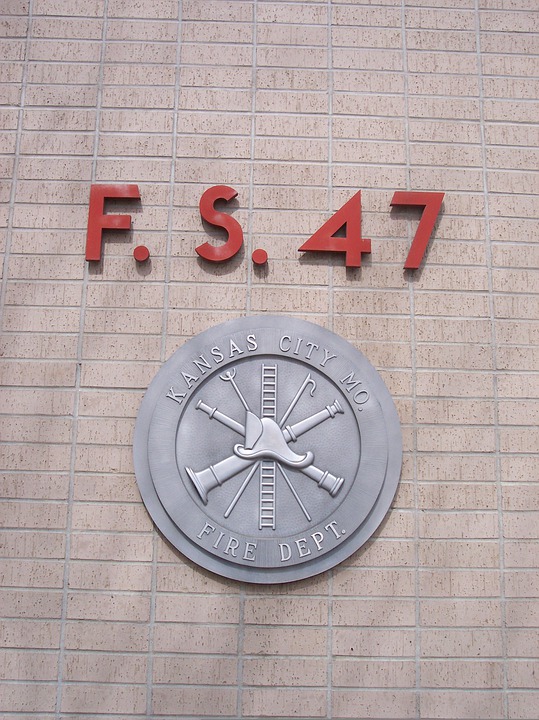 F. S. 47
KANSAS CITY MO.
FIRE DEPT.